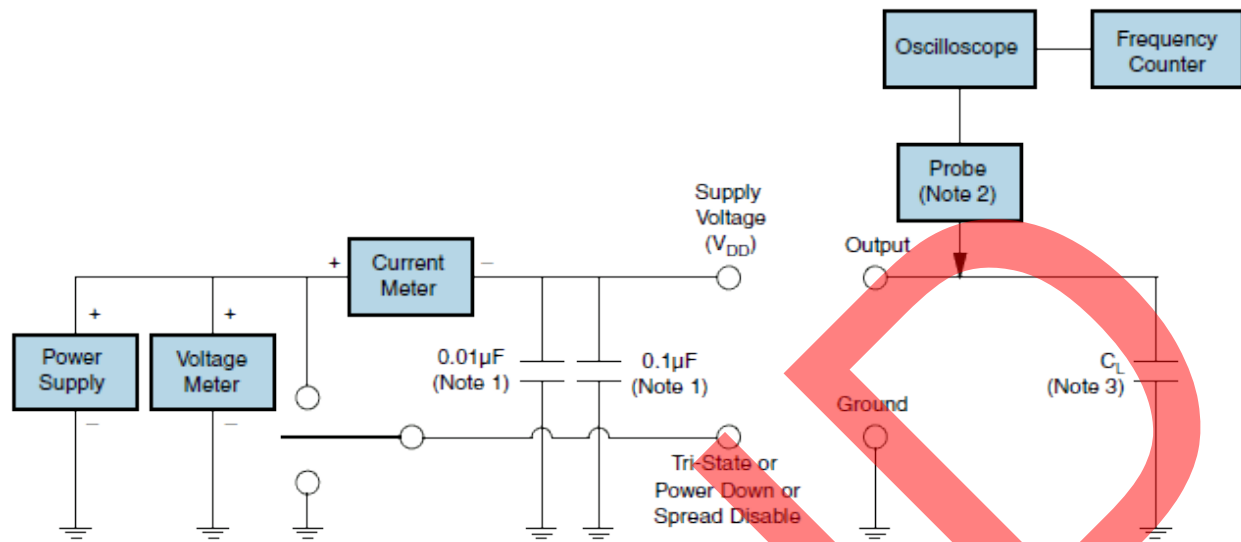 Oscilloscope
Frequency
Counter
Probe
(Note 2)
Supply
Voltage
(VDD)
Output
+
Current
Meter
–
+
+
Power
Supply
Voltage
Meter
0.01µF
(Note 1)
0.1µF
(Note 1)
CL
(Note 3)
–
–
Ground
Tri-State or
Power Down or
Spread Disable